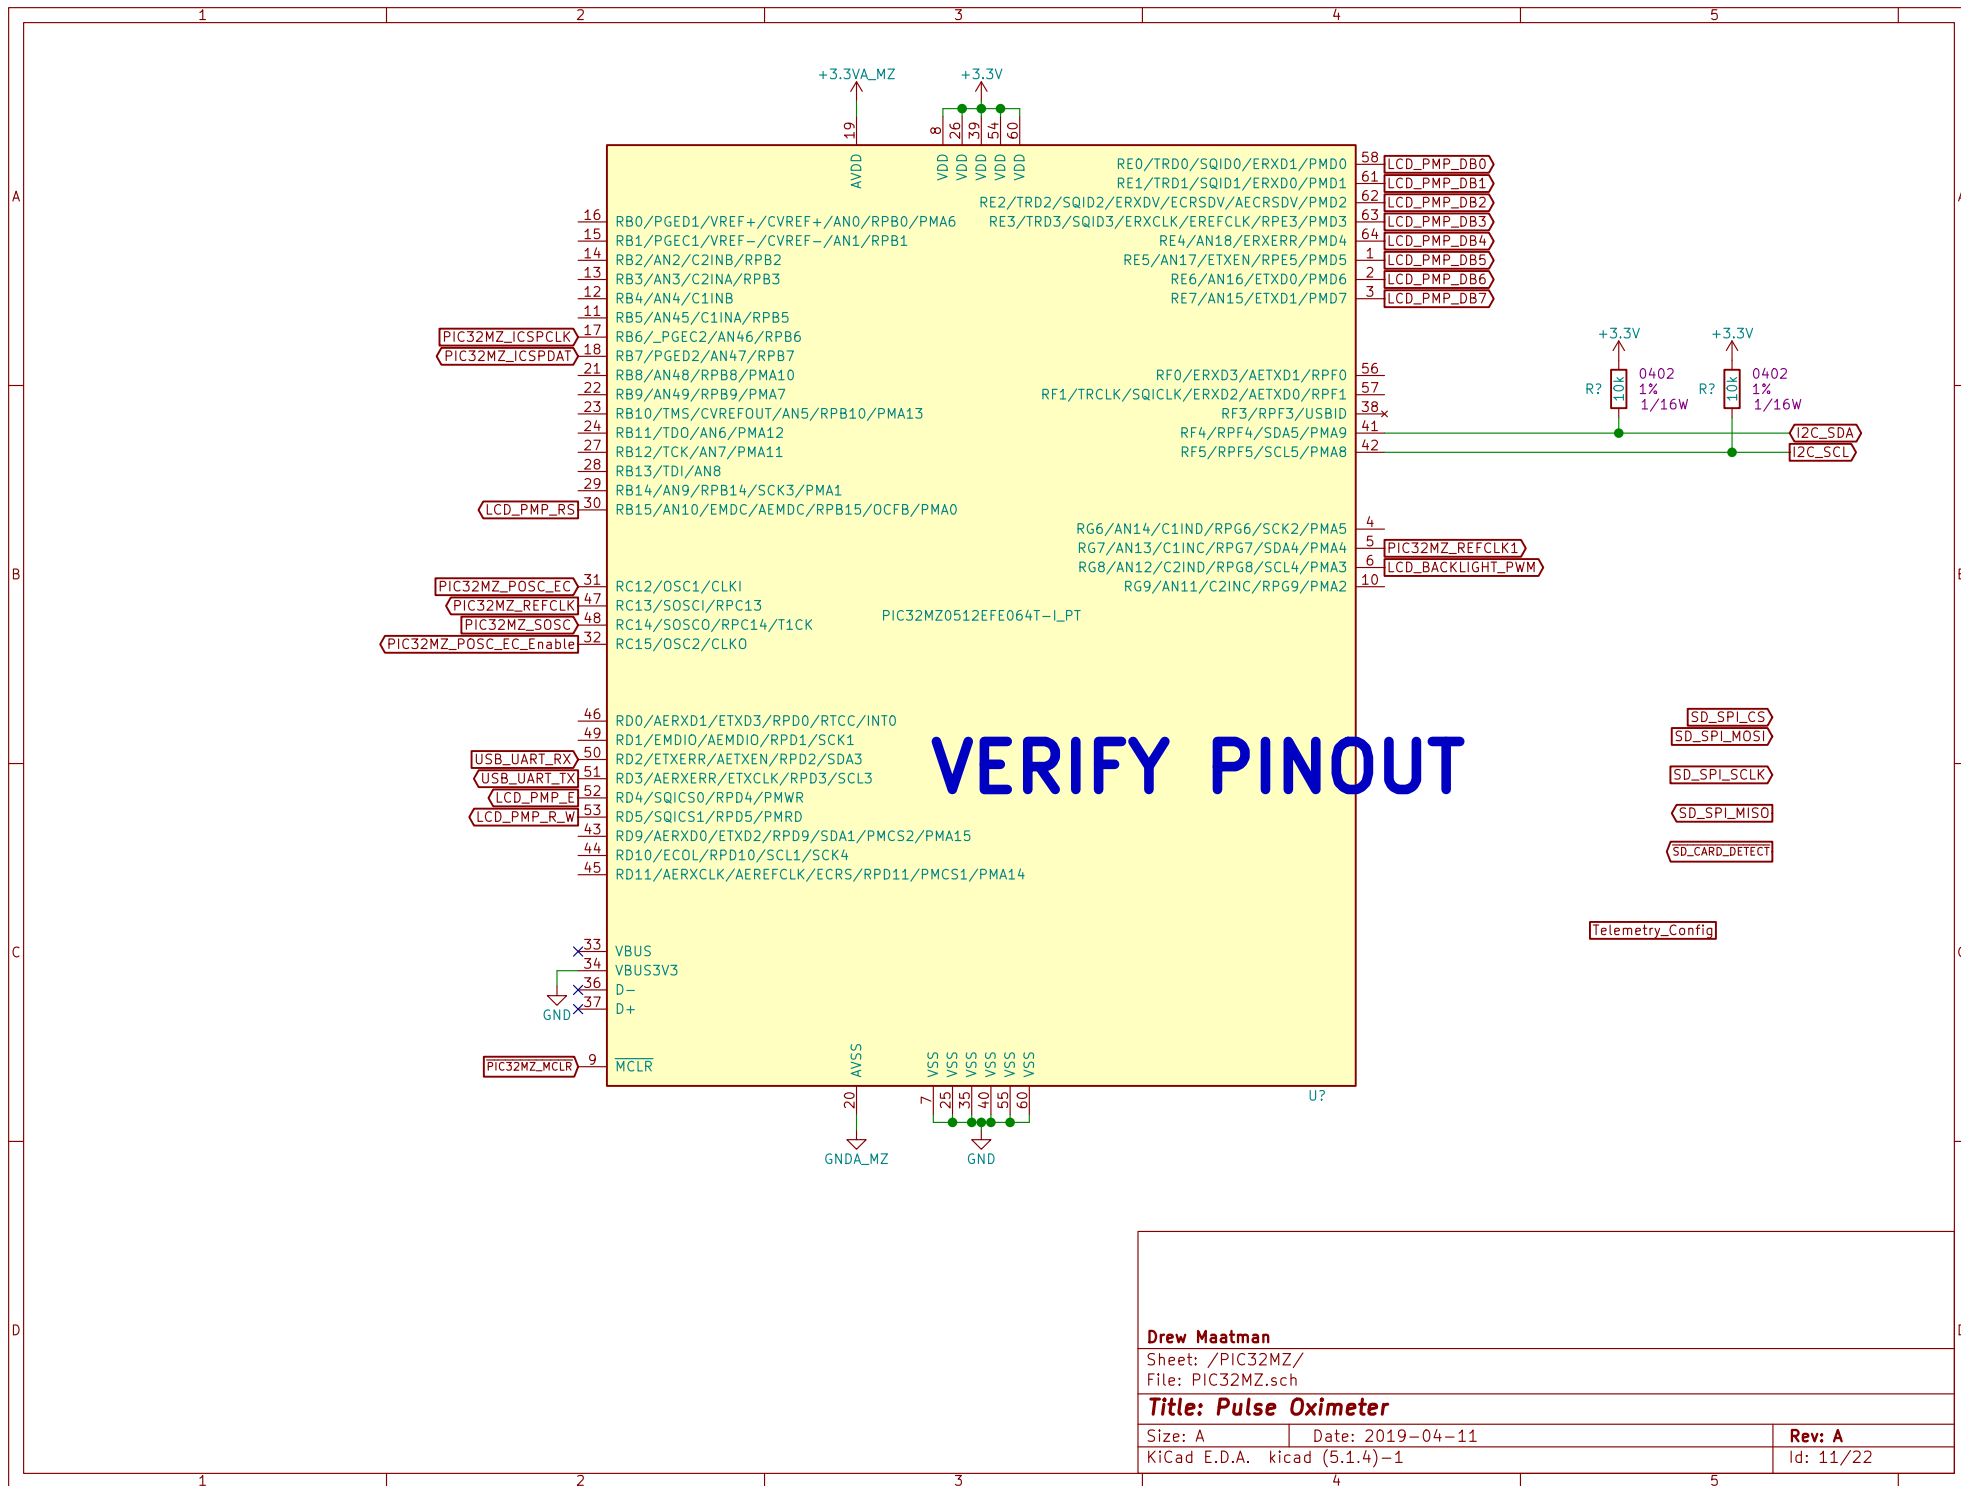 1 2 3 4 5
+3.3VA_MZ +3.3V
19 8 26 39 54 60
AVDD VDD VDD VDD VDD VDD
A
B
C
D
16 RB0/PGED1/VREF+/CVREF+/AN0/RPB0/PMA6
15 RB1/PGEC1/VREF-/CVREF-/AN1/RPB1
14 RB2/AN2/C2INB/RPB2
13 RB3/AN3/C2INA/RPB3
12 RB4/AN4/C1INB
11 RB5/AN45/C1INA/RPB5
PIC32MZ_ICSPCLK 17 RB6/_PGEC2/AN46/RPB6
PIC32MZ_ICSPDAT 18 RB7/PGED2/AN47/RPB7
21 RB8/AN48/RPB8/PMA10
22 RB9/AN49/RPB9/PMA7
23 RB10/TMS/CVREFOUT/AN5/RPB10/PMA13
24 RB11/TDO/AN6/PMA12
27 RB12/TCK/AN7/PMA11
28 RB13/TDI/AN8
29 RB14/AN9/RPB14/SCK3/PMA1
LCD_PMP_RS 30 RB15/AN10/EMDC/AEMDC/RPB15/OCFB/PMA0
PIC32MZ_POSC_EC 31 RC12/OSC1/CLKI
PIC32MZ_REFCLK 47 RC13/SOSCI/RPC13
PIC32MZ_SOSC 48 RC14/SOSCO/RPC14/T1CK
PIC32MZ_POSC_EC_Enable 32 RC15/OSC2/CLKO
46 RD0/AERXD1/ETXD3/RPD0/RTCC/INT0
49 RD1/EMDIO/AEMDIO/RPD1/SCK1
USB_UART_RX 50 RD2/ETXERR/AETXEN/RPD2/SDA3
USB_UART_TX 51 RD3/AERXERR/ETXCLK/RPD3/SCL3
LCD_PMP_E 52 RD4/SQICS0/RPD4/PMWR
LCD_PMP_R_W 53 RD5/SQICS1/RPD5/PMRD
43 RD9/AERXD0/ETXD2/RPD9/SDA1/PMCS2/PMA15
44 RD10/ECOL/RPD10/SCL1/SCK4
45 RD11/AERXCLK/AEREFCLK/ECRS/RPD11/PMCS1/PMA14
33 VBUS
34 VBUS3V3
36 D-
37 D+
GND
PIC32MZ_MCLR 9 MCLR
RE0/TRD0/SQID0/ERXD1/PMD0 58 LCD_PMP_DB0
RE1/TRD1/SQID1/ERXD0/PMD1 61 LCD_PMP_DB1
RE2/TRD2/SQID2/ERXDV/ECRSDV/AECRSDV/PMD2 62 LCD_PMP_DB2
RE3/TRD3/SQID3/ERXCLK/EREFCLK/RPE3/PMD3 63 LCD_PMP_DB3
RE4/AN18/ERXERR/PMD4 64 LCD_PMP_DB4
RE5/AN17/ETXEN/RPE5/PMD5 1 LCD_PMP_DB5
RE6/AN16/ETXD0/PMD6 2 LCD_PMP_DB6
RE7/AN15/ETXD1/PMD7 3 LCD_PMP_DB7
RF0/ERXD3/AETXD1/RPF0 56
RF1/TRCLK/SQICLK/ERXD2/AETXD0/RPF1 57
RF3/RPF3/USBID 38
RF4/RPF4/SDA5/PMA9 41 I2C_SDA
RF5/RPF5/SCL5/PMA8 42 I2C_SCL
+3.3V +3.3V
R? 10k 0402 R? 10k 0402
1% 1%
1/16W 1/16W
RG6/AN14/C1IND/RPG6/SCK2/PMA5 4
RG7/AN13/C1INC/RPG7/SDA4/PMA4 5 PIC32MZ_REFCLK1
RG8/AN12/C2IND/RPG8/SCL4/PMA3 6 LCD_BACKLIGHT_PWM
RG9/AN11/C2INC/RPG9/PMA2 10
PIC32MZ0512EFE064T-I_PT
VERIFY PINOUT
SD_SPI_CS
SD_SPI_MOSI
SD_SPI_SCLK
SD_SPI_MISO
SD_CARD_DETECT
Telemetry_Config
AVSS VSS VSS VSS VSS VSS VSS
20 7 25 35 40 55 60
U?
GNDA_MZ GND
Drew Maatman
Sheet: /PIC32MZ/
File: PIC32MZ.sch
Title: Pulse Oximeter
Size: A Date: 2019-04-11 Rev: A
KiCad E.D.A. kicad (5.1.4)-1 Id: 11/22
1 2 3 4 5